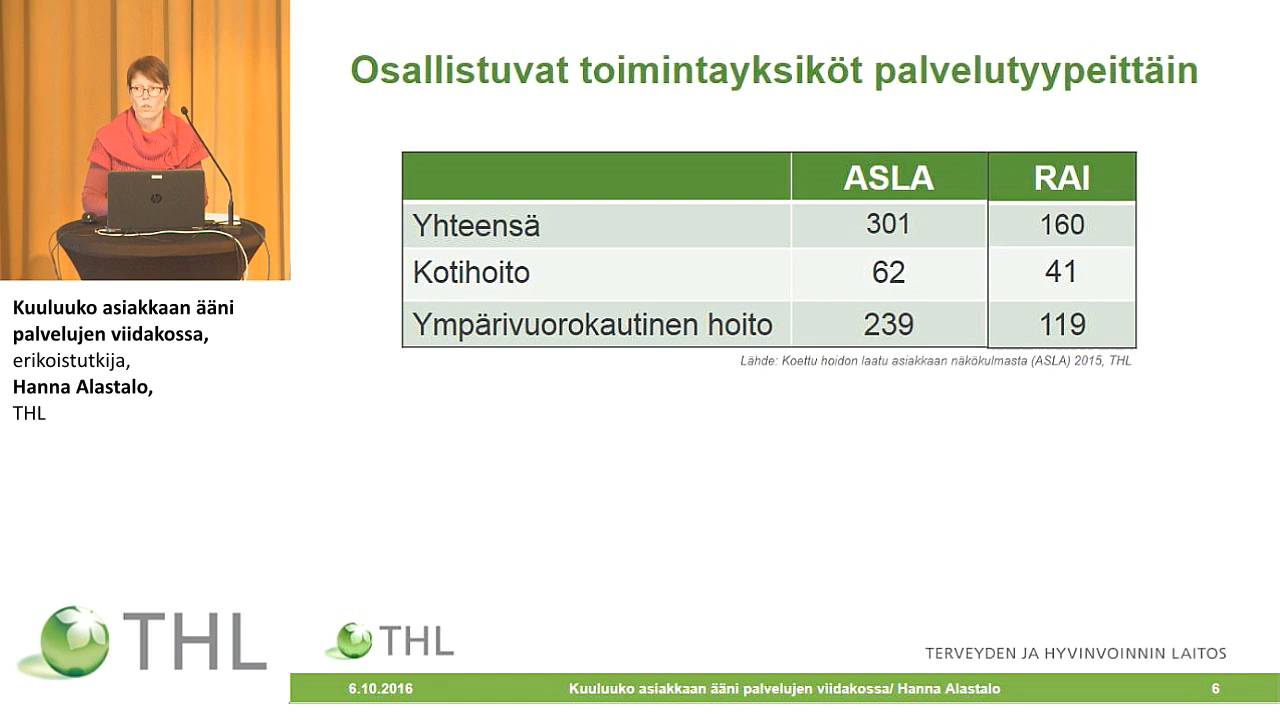 Osallistuvat toimintayksiköt palvelutyypeittäin
ASLA RAI
Yhteensä 301 160
Kotihoito 62 41
Ympärivuorokautinen hoito 239 119
Lähde: Koettu hoidon laatu asiakkaan näkökulmasta (ASLA) 2015, THL
Kuuluuko asiakkaan ääni
palvelujen viidakossa,
erikoistutkija,
Hanna Alastalo,
THL
THL
THL
TERVEYDEN JA HYVINVOINNIN LAITOS
6.10.2016 Kuuluuko asiakkaan ääni palvelujen viidakossa/ Hanna Alastalo 6